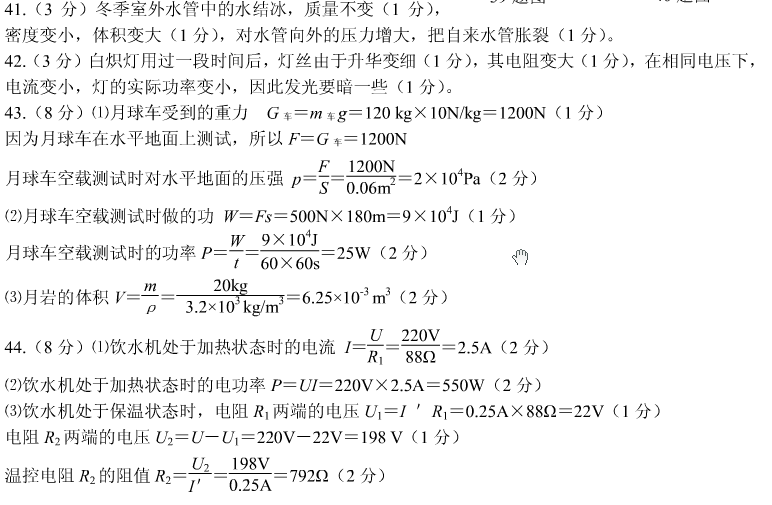 41.（3 分）冬季室外水管中的水结冰，质量不变（1 分），
密度变小，体积变大（1 分），对水管向外的压力增大，把自来水管胀裂（1 分）。
42.（3 分）白炽灯用过一段时间后，灯丝由于升华变细（1 分），其电阻变大（1 分），在相同电压下，
电流变小，灯的实际功率变小，因此发光要暗一些（1 分）。
43.（8 分）⑴月球车受到的重力 G车＝m车g＝120 kg×10N/kg＝1200N（1 分）
因为月球车在水平地面上测试，所以 F＝G车＝1200N
月球车空载测试时对水平地面的压强 p＝F/S＝1200N/0.06m²＝2×10⁴Pa（2 分）
⑵月球车空载测试时做的功 W＝Fs＝500N×180m＝9×10⁴J（1 分）
月球车空载测试时的功率 P＝W/t＝9×10⁴J/60×60s＝25W（2 分）
⑶月岩的体积 V＝m/ρ＝20kg/3.2×10³kg/m³＝6.25×10⁻³m³（2 分）
44.（8 分）⑴饮水机处于加热状态时的电流 I＝U/R₁＝220V/88Ω＝2.5A（2 分）
⑵饮水机处于加热状态时的电功率 P＝UI＝220V×2.5A＝550W（2 分）
⑶饮水机处于保温状态时，电阻 R₁两端的电压 U₁＝I′R₁＝0.25A×88Ω＝22V（1 分）
电阻 R₂两端的电压 U₂＝U－U₁＝220V－22V＝198 V（1 分）
温控电阻 R₂的阻值 R₂＝U₂/I′＝198V/0.25A＝792Ω（2 分）